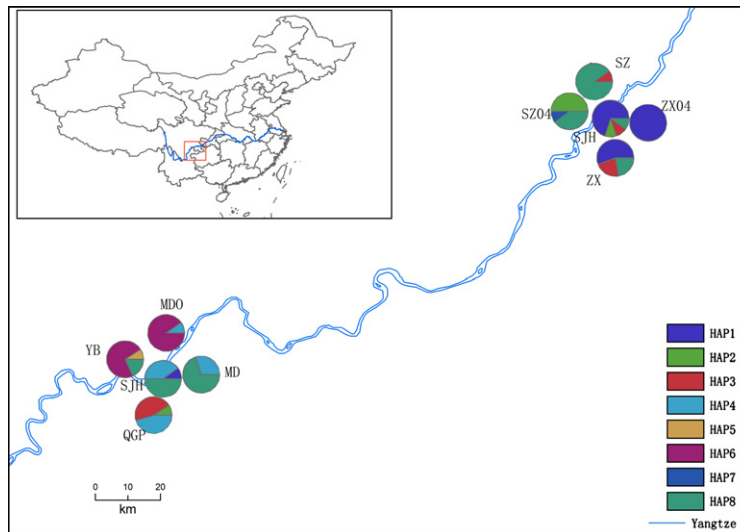 SZ
SZ04
ZX04
SJH
ZX
MDO
YB
SJH
MD
QGP
HAP1
HAP2
HAP3
HAP4
HAP5
HAP6
HAP7
HAP8
Yangtze
0 10 20
km